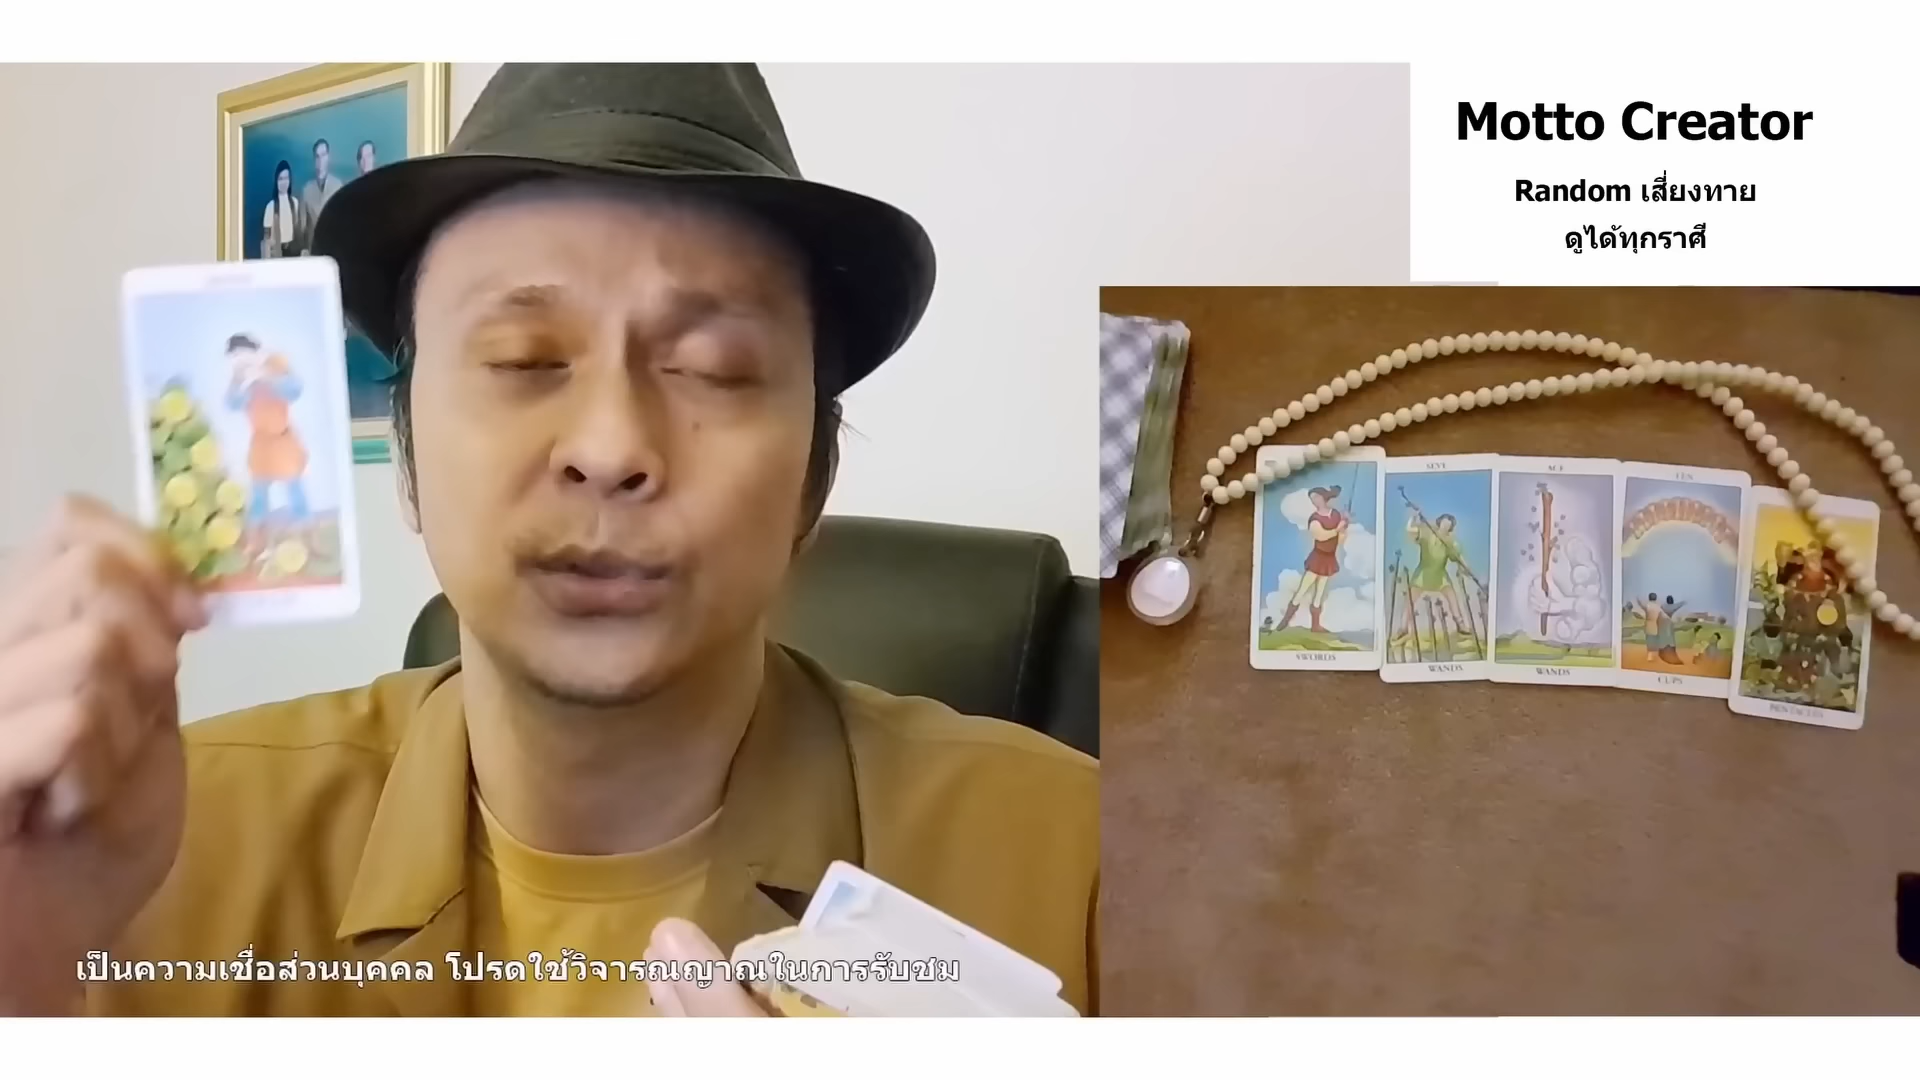 Motto Creator
Random เสี่ยงทาย
ดูได้ทุกราศี
TEN
SWORDS
WANDS
WANDS
CUPS
PENTACLES
เป็นความเชื่อส่วนบุคคล โปรดใช้วิจารณญาณในการรับชม